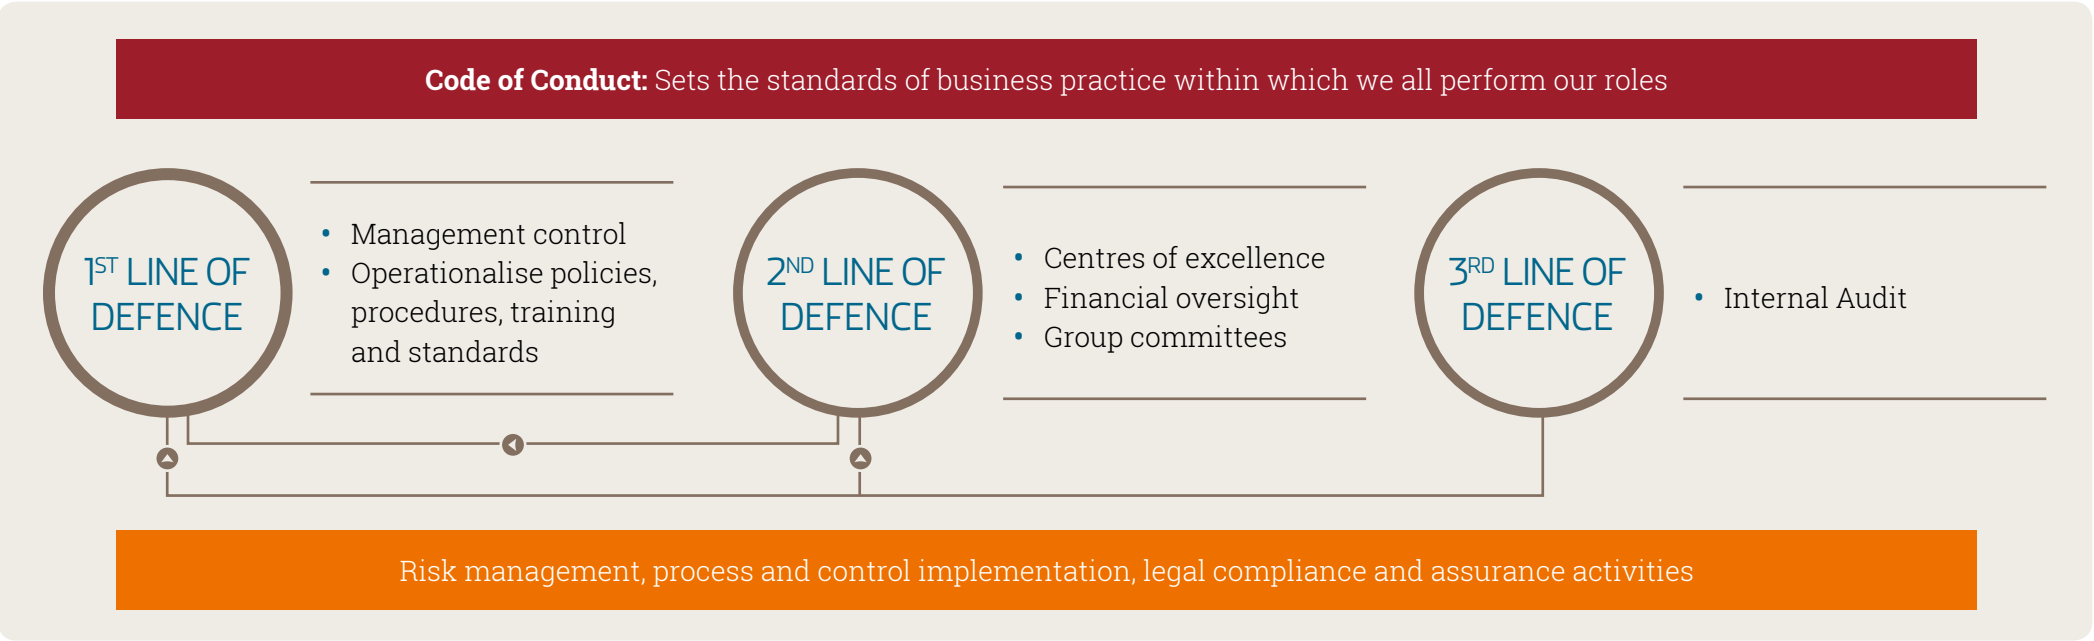 Code of Conduct: Sets the standards of business practice within which we all perform our roles
1ST LINE OF
DEFENCE
• Management control
• Operationalise policies,
procedures, training
and standards
2ND LINE OF
DEFENCE
• Centres of excellence
• Financial oversight
• Group committees
3RD LINE OF
DEFENCE
• Internal Audit
Risk management, process and control implementation, legal compliance and assurance activities